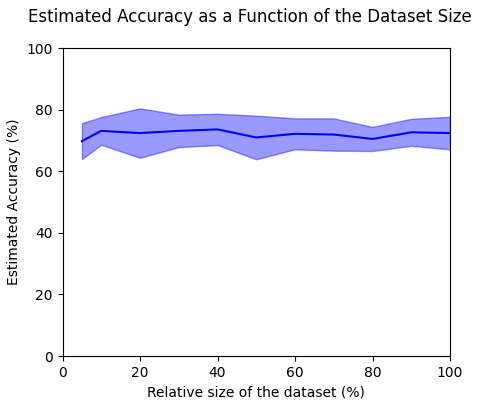 Estimated Accuracy as a Function of the Dataset Size
100
80
60
40
20
0
Estimated Accuracy (%)
0 20 40 60 80 100
Relative size of the dataset (%)